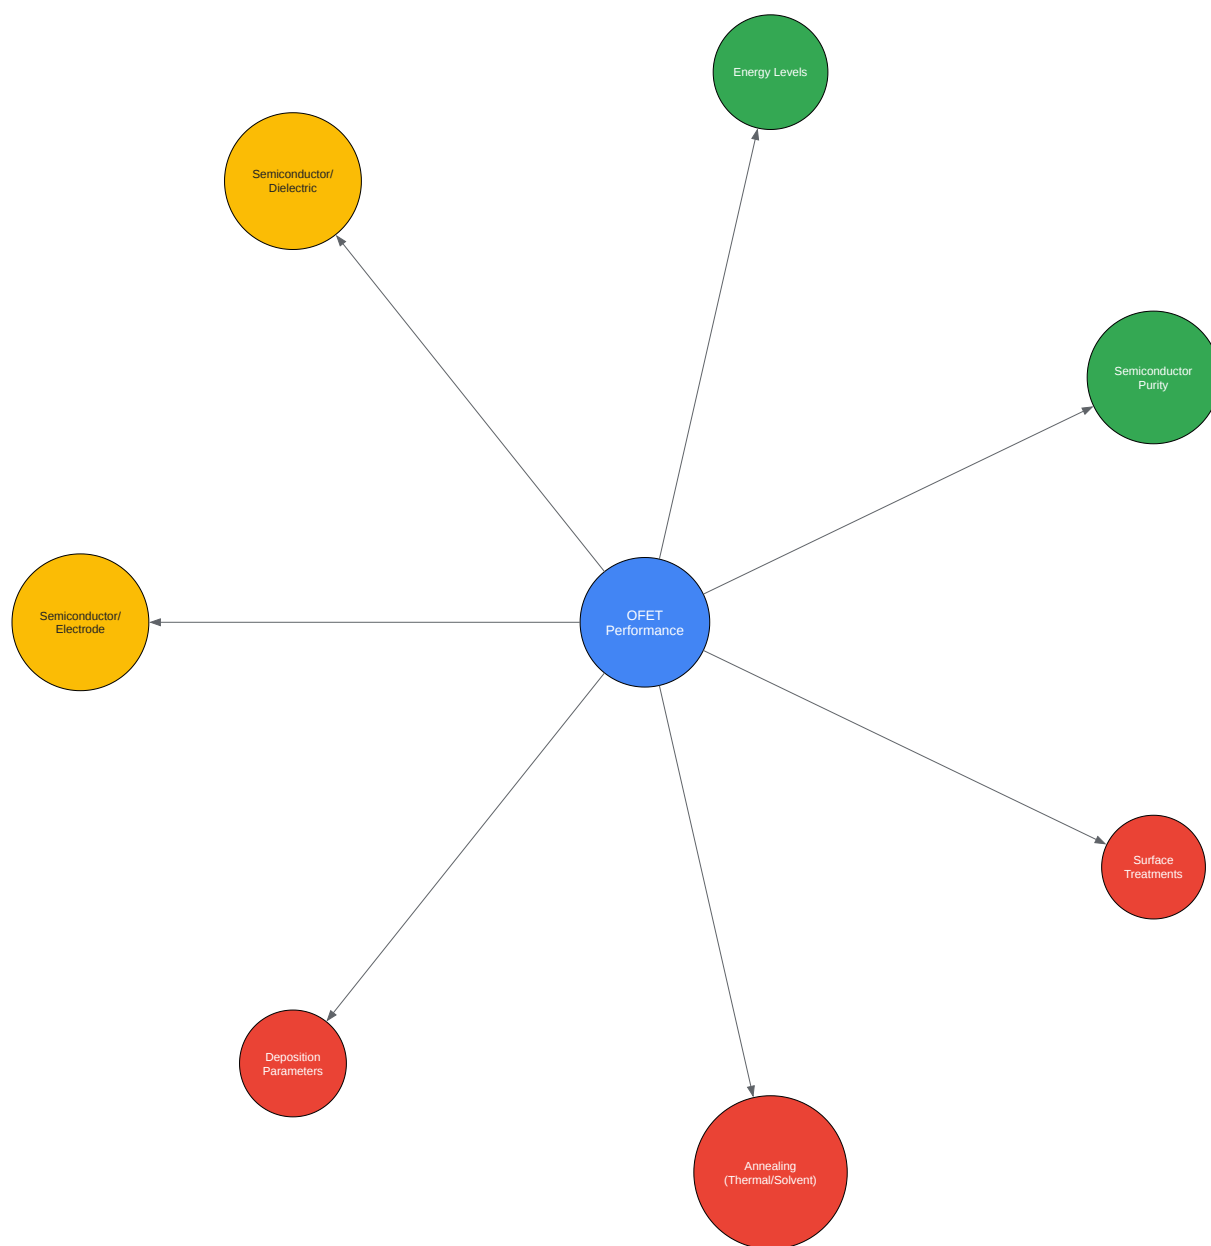 Energy Levels
Semiconductor/
Dielectric
Semiconductor
Purity
Semiconductor/
Electrode
OFET
Performance
Surface
Treatments
Deposition
Parameters
Annealing
(Thermal/Solvent)